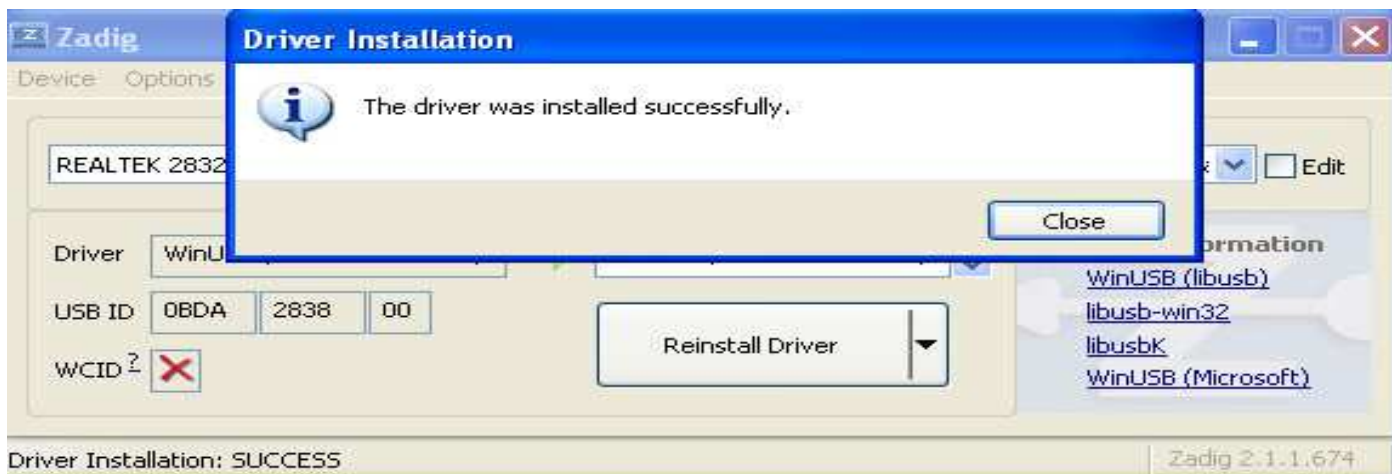 Zadig
Driver Installation
Device Options
The driver was installed successfully.
REALTEK 2832
Edit
Close
Driver
WinU
ormation
WinUSB (libusb)
USB ID 0BDA 2838 00
libusb-win32
Reinstall Driver
libusbK
WCID ?
WinUSB (Microsoft)
Driver Installation: SUCCESS
Zadig 2.1.1.674